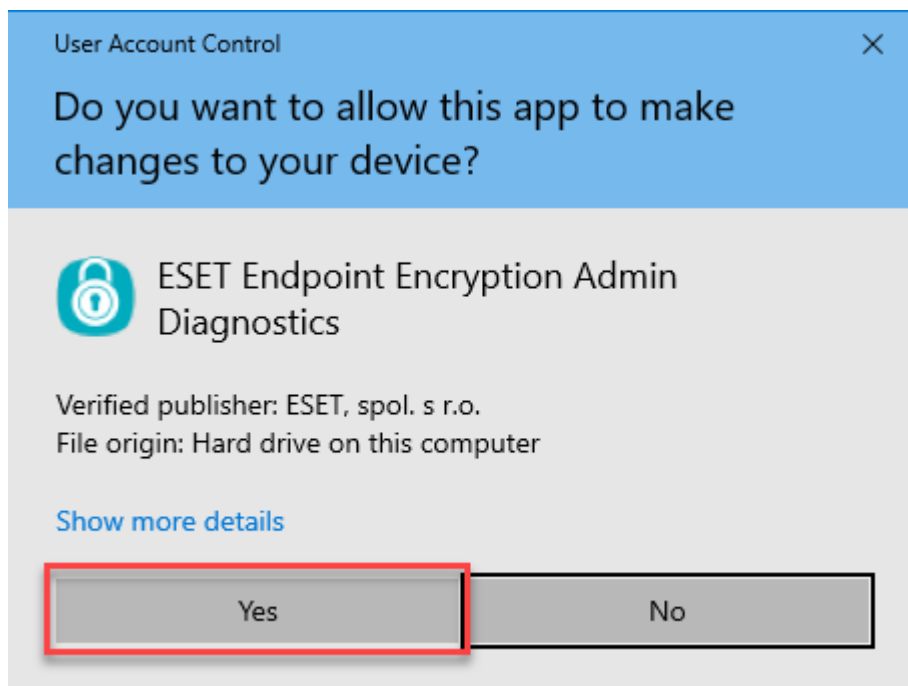 User Account Control
Do you want to allow this app to make
changes to your device?
ESET Endpoint Encryption Admin
Diagnostics
Verified publisher: ESET, spol. s r.o.
File origin: Hard drive on this computer
Show more details
Yes
No